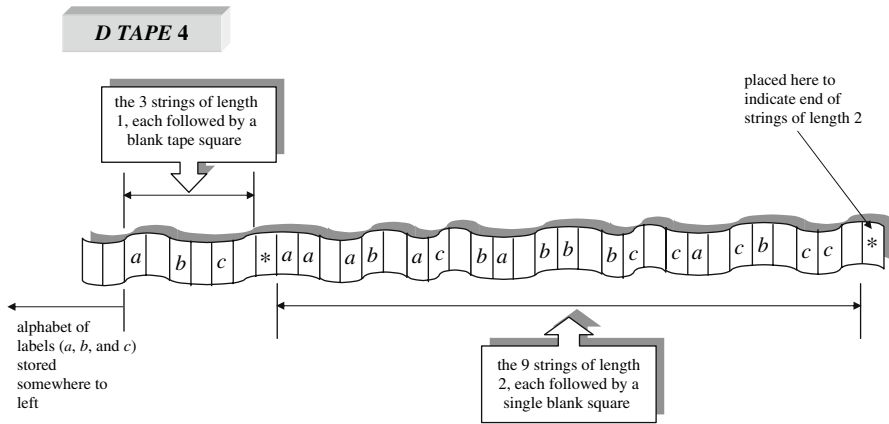 D TAPE 4
the 3 strings of length
1, each followed by a
blank tape square
placed here to
indicate end of
strings of length 2
a b c * a a a b a c b a b b b c c a c b c c *
alphabet of
labels (a, b, and c)
stored
somewhere to
left
the 9 strings of length
2, each followed by a
single blank square